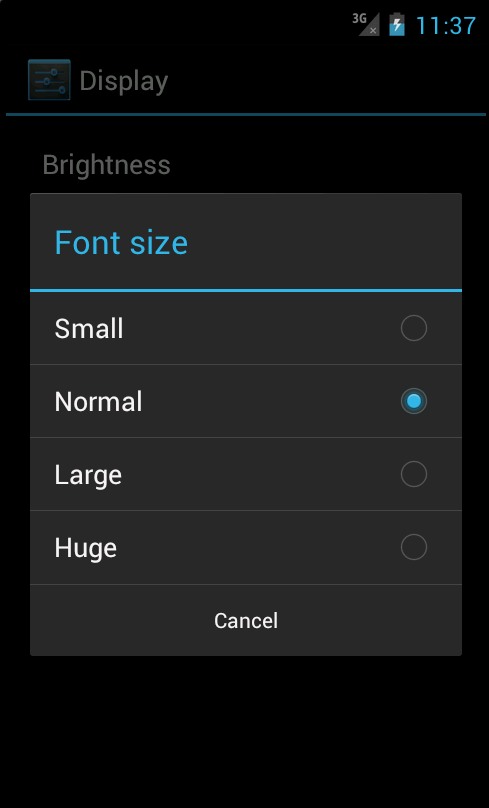 3G 11:37
Display
Brightness
Font size
Small
Normal
Large
Huge
Cancel